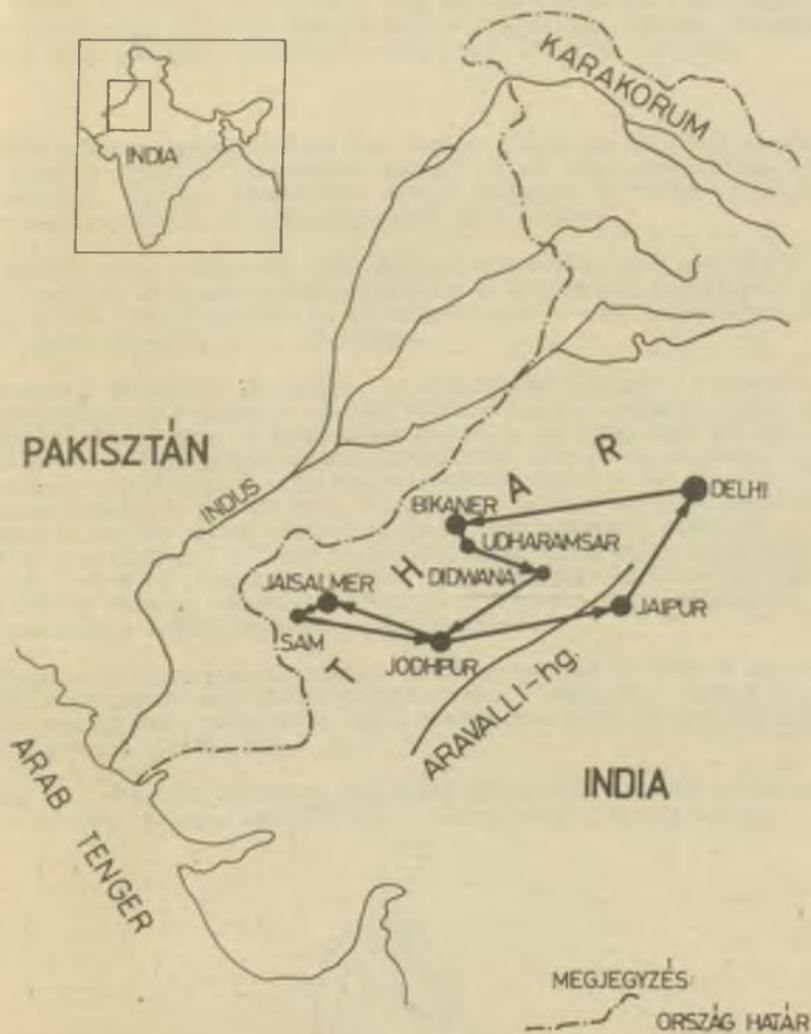 KARAKORUM
INDIA
PAKISZTÁN
INDUS
THAR
DELHI
BIKANER
UDHARAMSAR
DIDWANA
JAISALMER
SAM
JODHPUR
JAIPUR
ARAVALLI-hg.
INDIA
ARAB TENGER
MEGJEGYZÉS
ORSZÁG HATÁR